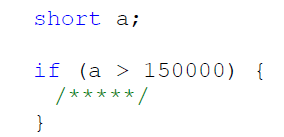 short a;
if (a > 150000) {
/*****/
}